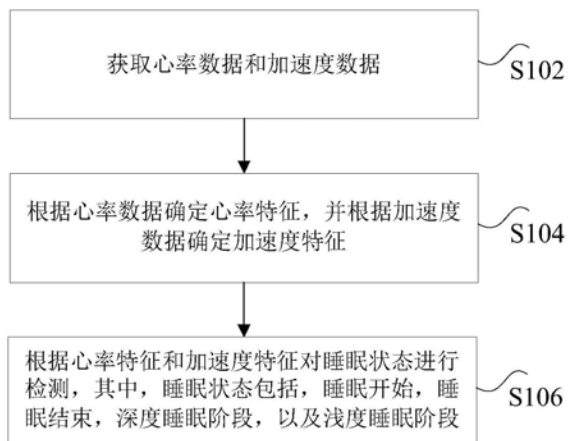 获取心率数据和加速度数据
S102
根据心率数据确定心率特征，并根据加速度
数据确定加速度特征
S104
根据心率特征和加速度特征对睡眠状态进行
检测，其中，睡眠状态包括，睡眠开始，睡
眠结束，深度睡眠阶段，以及浅度睡眠阶段
S106